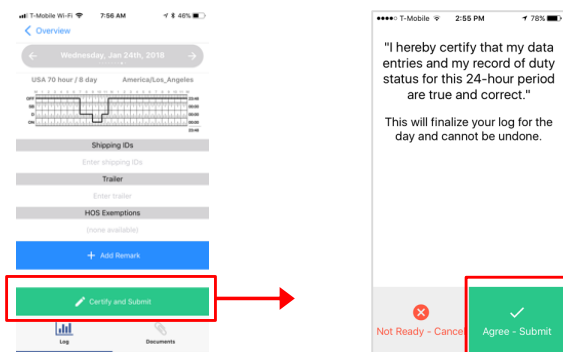 T-Mobile Wi-Fi 7:56 AM 46%
Overview
Wednesday, Jan 24th, 2018
USA 70 hour / 8 day America/Los_Angeles
OFF
SB
D
ON
Shipping IDs
Enter shipping IDs
Trailer
Enter trailer
HOS Exemptions
(none available)
+ Add Remark
Certify and Submit
Log Documents
T-Mobile 2:55 PM 78%
"I hereby certify that my data
entries and my record of duty
status for this 24-hour period
are true and correct."
This will finalize your log for the
day and cannot be undone.
Not Ready - Cancel Agree - Submit